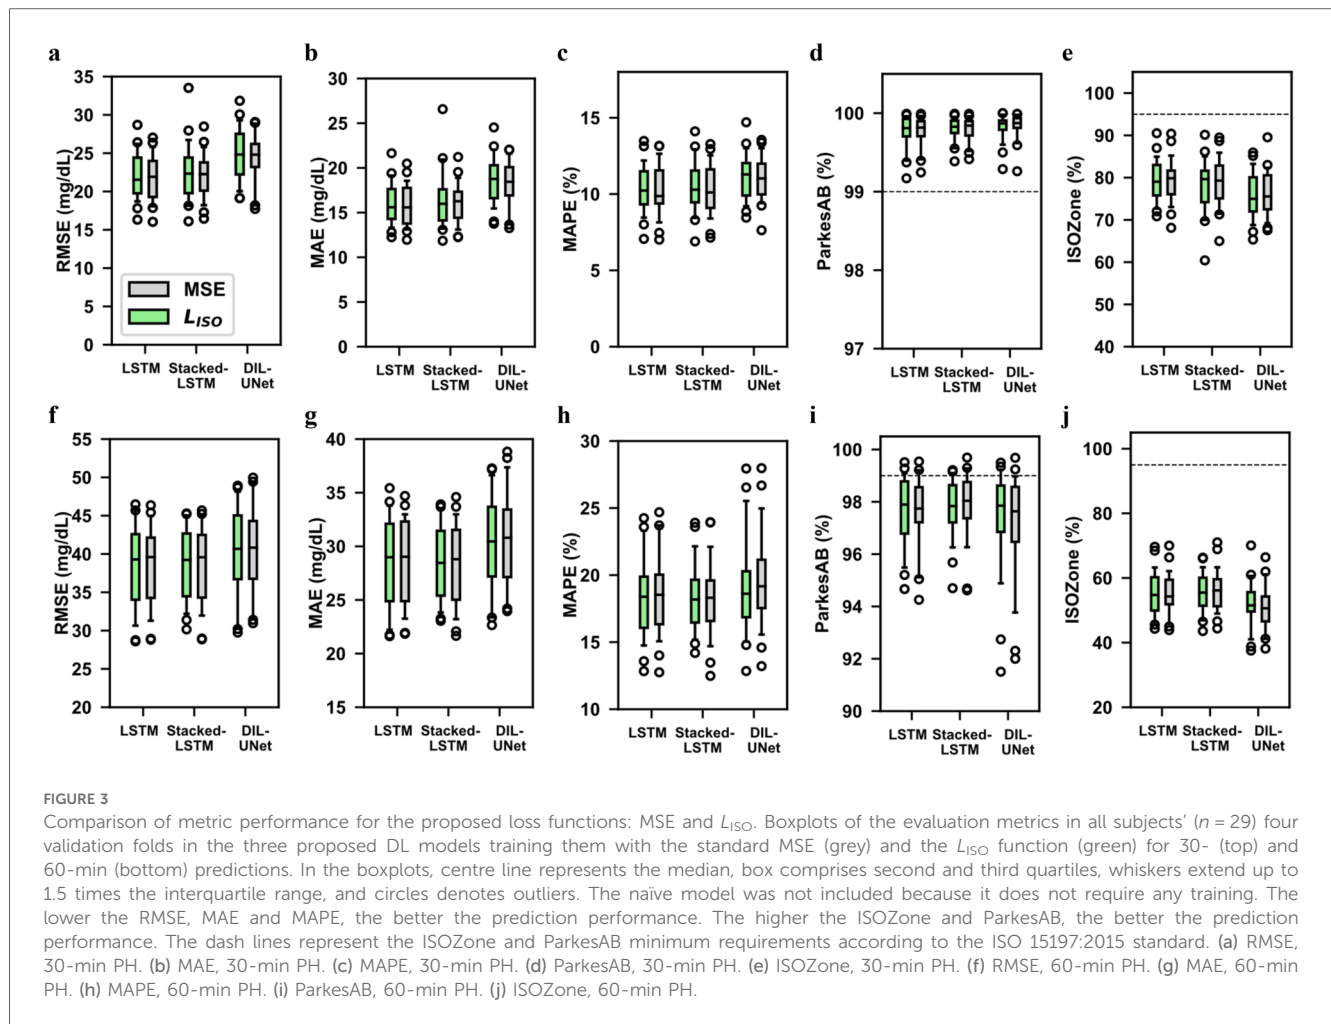 a
b
c
d
e
35
30
25
20
15
10
5
0
RMSE (mg/dL)
MSE
L_ISO
LSTM
Stacked-
LSTM
DIL-
UNet
30
25
20
15
10
5
0
MAE (mg/dL)
LSTM
Stacked-
LSTM
DIL-
UNet
15
10
5
0
MAPE (%)
LSTM
Stacked-
LSTM
DIL-
UNet
100
99
98
97
ParkesAB (%)
LSTM
Stacked-
LSTM
DIL-
UNet
100
90
80
70
60
50
40
ISOZone (%)
LSTM
Stacked-
LSTM
DIL-
UNet
f
g
h
i
j
55
50
45
40
35
30
25
20
RMSE (mg/dL)
LSTM
Stacked-
LSTM
DIL-
UNet
40
35
30
25
20
15
MAE (mg/dL)
LSTM
Stacked-
LSTM
DIL-
UNet
30
25
20
15
10
MAPE (%)
LSTM
Stacked-
LSTM
DIL-
UNet
100
98
96
94
92
90
ParkesAB (%)
LSTM
Stacked-
LSTM
DIL-
UNet
100
80
60
40
20
ISOZone (%)
LSTM
Stacked-
LSTM
DIL-
UNet
FIGURE 3
Comparison of metric performance for the proposed loss functions: MSE and L_ISO. Boxplots of the evaluation metrics in all subjects' (n = 29) four
validation folds in the three proposed DL models training them with the standard MSE (grey) and the L_ISO function (green) for 30- (top) and
60-min (bottom) predictions. In the boxplots, centre line represents the median, box comprises second and third quartiles, whiskers extend up to
1.5 times the interquartile range, and circles denotes outliers. The naïve model was not included because it does not require any training. The
lower the RMSE, MAE and MAPE, the better the prediction performance. The higher the ISOZone and ParkesAB, the better the prediction
performance. The dash lines represent the ISOZone and ParkesAB minimum requirements according to the ISO 15197:2015 standard. (a) RMSE,
30-min PH. (b) MAE, 30-min PH. (c) MAPE, 30-min PH. (d) ParkesAB, 30-min PH. (e) ISOZone, 30-min PH. (f) RMSE, 60-min PH. (g) MAE, 60-min
PH. (h) MAPE, 60-min PH. (i) ParkesAB, 60-min PH. (j) ISOZone, 60-min PH.